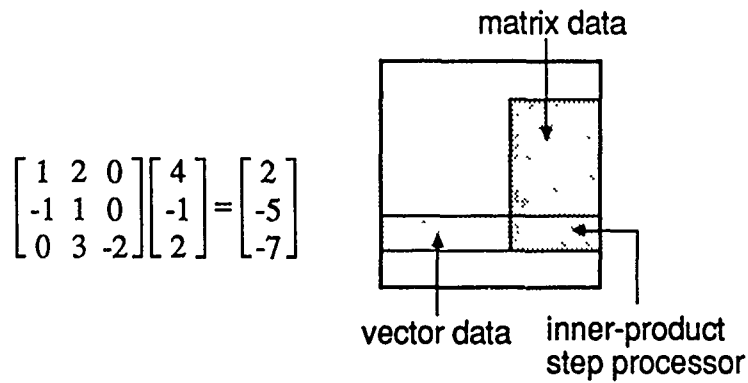 matrix data
1 2 0 4 2
-1 1 0 -1 = -5
0 3 -2 2 -7
vector data
inner-product
step processor